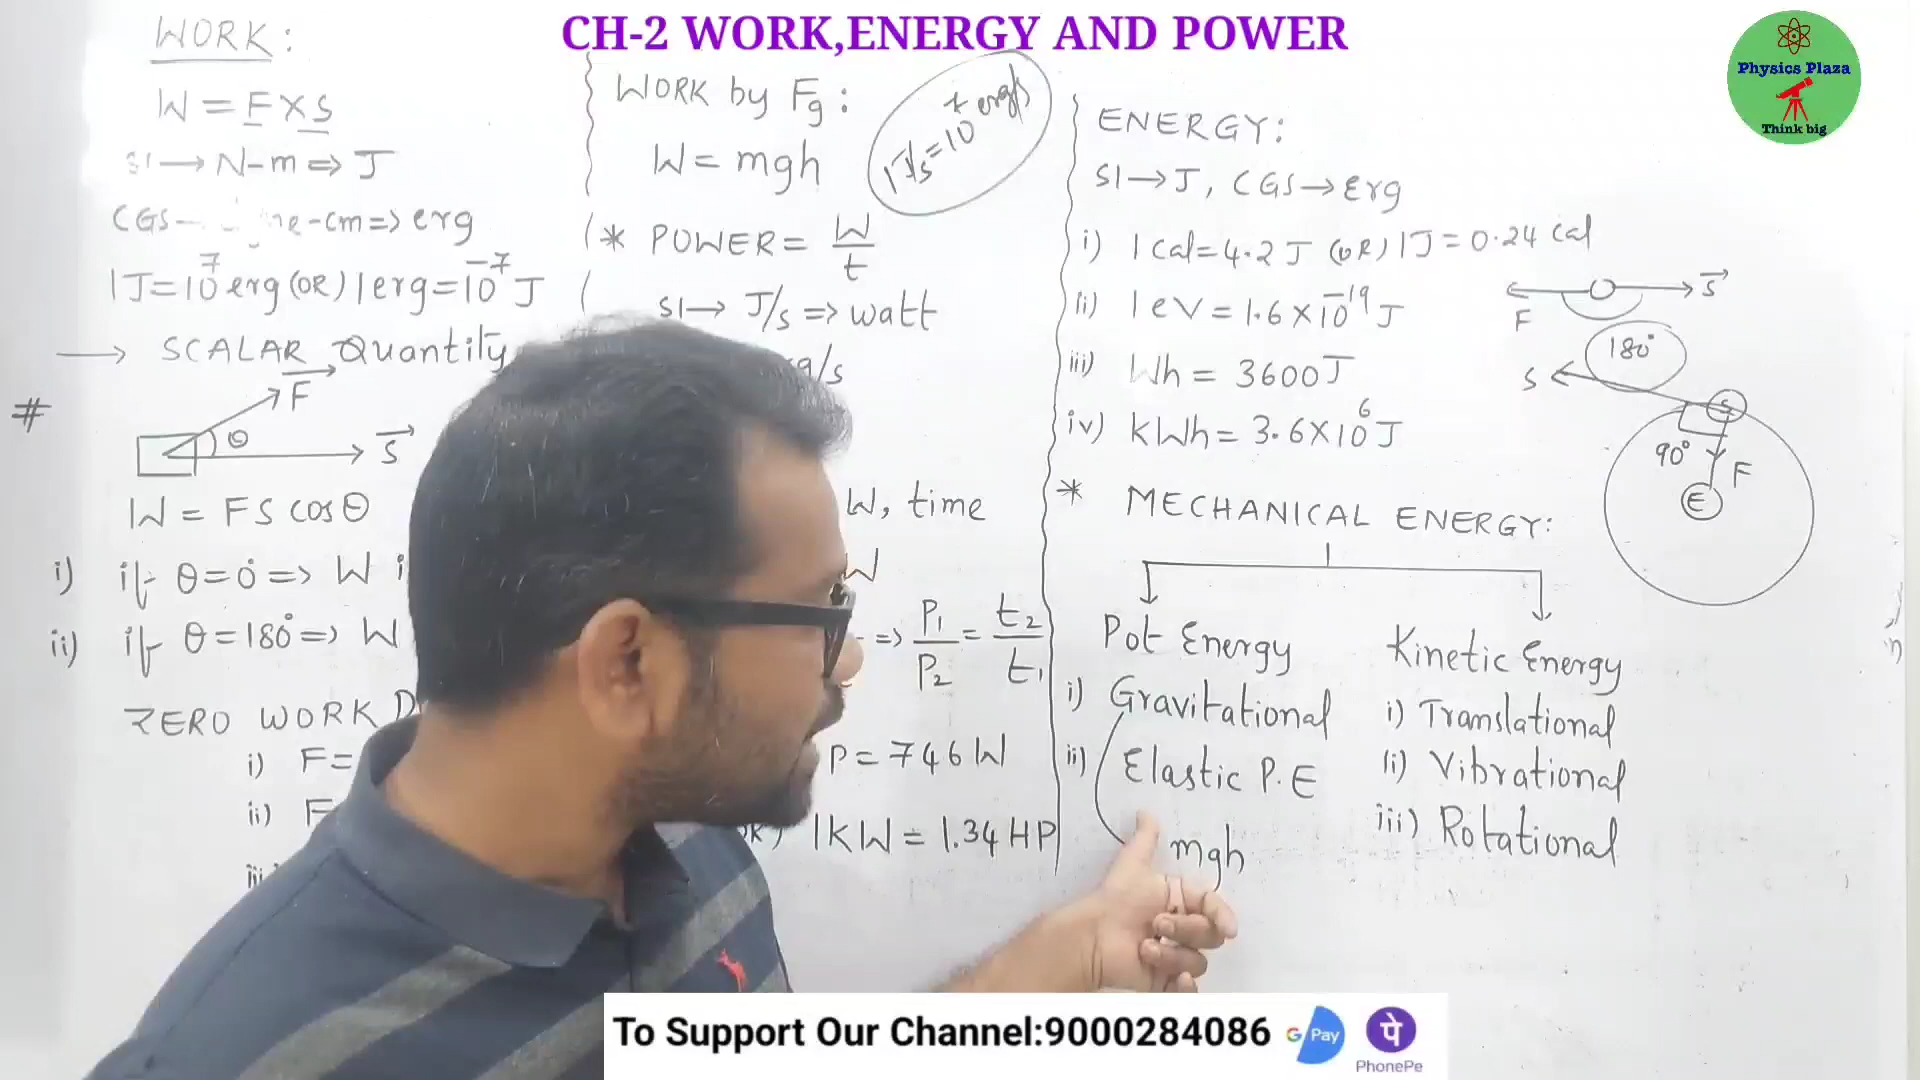 CH-2 WORK,ENERGY AND POWER
Physics Plaza
Think big
WORK:
W = F × S
SI → N-m ⇒ J
CGS → -cm ⇒ erg
1J = 10⁷ erg (OR) 1 erg = 10⁻⁷ J
→ SCALAR Quantity
#
F
θ
S
W = FS cos θ
i) if θ = 0° ⇒ W
ii) if θ = 180° ⇒ W
ZERO WORK
i) F =
ii) F
iii
WORK by Fg:
W = mgh
1J/s = 10⁷ erg/s
* POWER = W/t
SI → J/s ⇒ watt
g/s
W, time
W
⇒ P₁/P₂ = t₂/t₁
P = 746 W
1KW = 1.34 HP
ENERGY:
SI → J, CGS → Erg
i) 1 Cal = 4.2 J (OR) 1J = 0.24 cal
ii) 1 eV = 1.6 × 10⁻¹⁹ J
iii) Wh = 3600 J
iv) kWh = 3.6 × 10⁶ J
F
S
180°
S
S
90°
F
E
* MECHANICAL ENERGY:
Pot Energy
i) Gravitational
ii) Elastic P.E
mgh
Kinetic Energy
i) Translational
ii) Vibrational
iii) Rotational
To Support Our Channel:9000284086
G Pay
पे
PhonePe